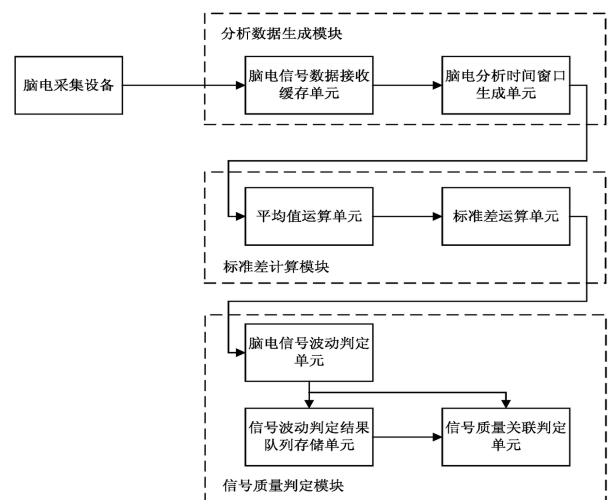 分析数据生成模块
脑电采集设备
脑电信号数据接收
缓存单元
脑电分析时间窗口
生成单元
平均值运算单元
标准差运算单元
标准差计算模块
脑电信号波动判定
单元
信号波动判定结果
队列存储单元
信号质量关联判定
单元
信号质量判定模块